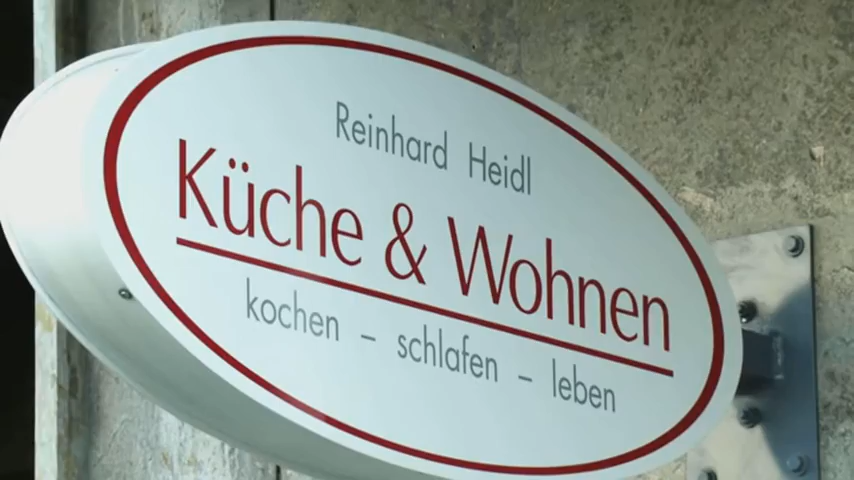 Reinhard Heidl
Küche & Wohnen
kochen – schlafen – leben